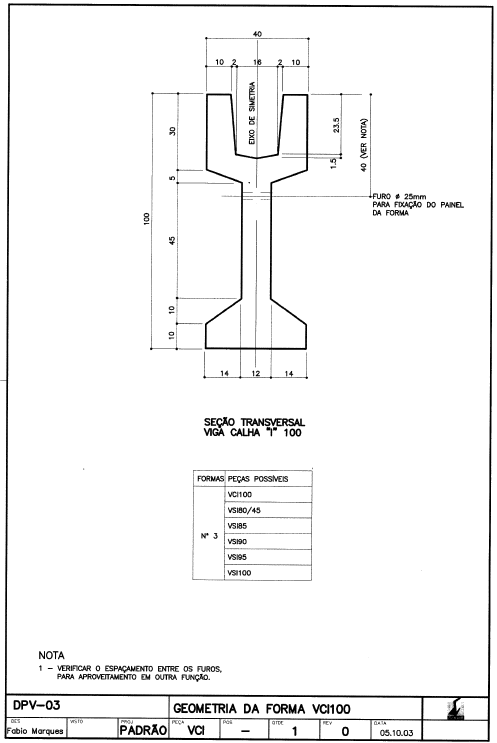 40
10 2 16 2 10
EIXO DE SIMETRIA
30
5
100
45
10
10
23.5
1.5
40 (VER NOTA)
FURO ø 25mm
PARA FIXAÇÃO DO PAINEL
DA FORMA
14 12 14
SEÇÃO TRANSVERSAL
VIGA CALHA "I" 100
FORMAS PEÇAS POSSÍVEIS
N° 3
VCI100
VSI80/45
VSI85
VSI90
VSI95
VSI100
NOTA
1 – VERIFICAR O ESPAÇAMENTO ENTRE OS FUROS,
PARA APROVEITAMENTO EM OUTRA FUNÇÃO.
DPV–03 GEOMETRIA DA FORMA VCI100
DES VISTO PROJ. PEÇA POS QTDE REV DATA
Fabio Marques PADRÃO VCI – 1 0 05.10.03